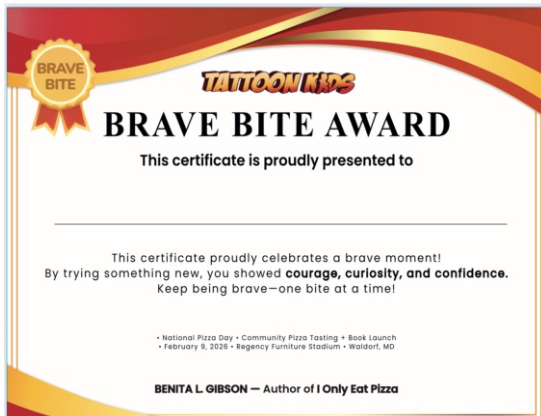 BRAVE
BITE
TATTOON KIDS
BRAVE BITE AWARD
This certificate is proudly presented to
This certificate proudly celebrates a brave moment!
By trying something new, you showed courage, curiosity, and confidence.
Keep being brave—one bite at a time!
• National Pizza Day • Community Pizza Tasting + Book Launch
• February 9, 2026 • Regency Furniture Stadium • Waldorf, MD
BENITA L. GIBSON — Author of I Only Eat Pizza